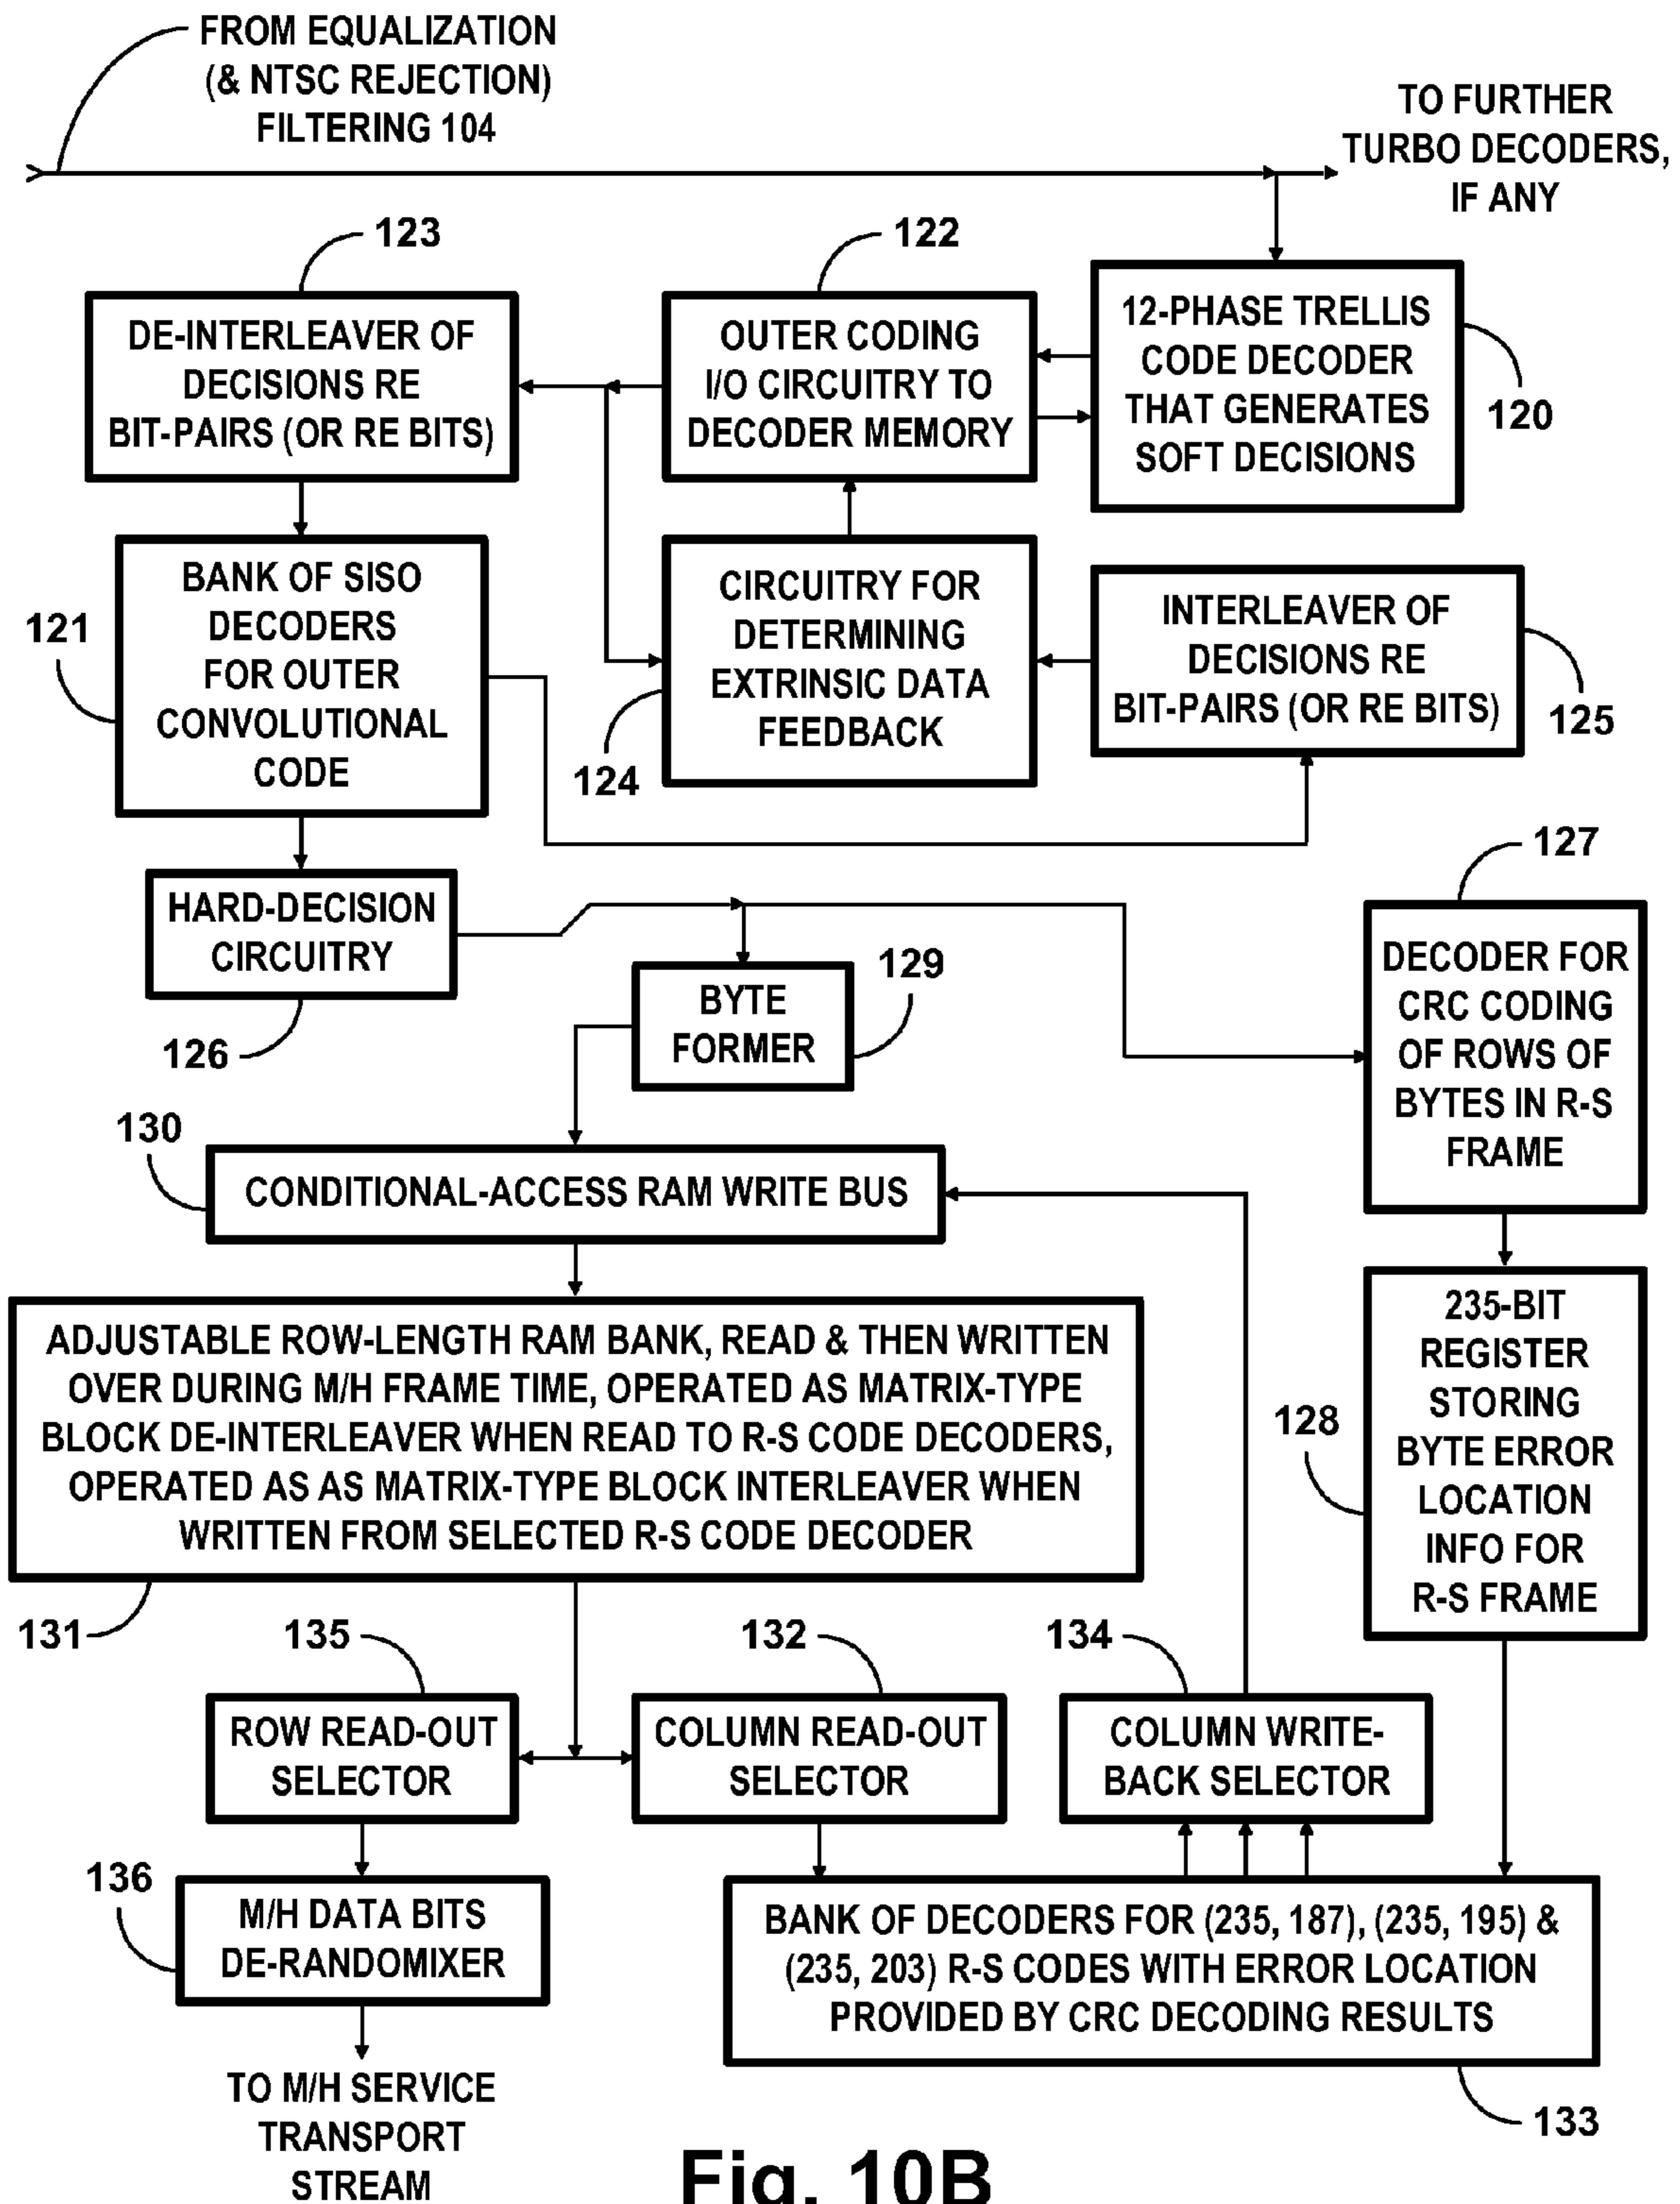 FROM EQUALIZATION
(& NTSC REJECTION)
FILTERING 104
TO FURTHER
TURBO DECODERS,
IF ANY
123
DE-INTERLEAVER OF
DECISIONS RE
BIT-PAIRS (OR RE BITS)
122
OUTER CODING
I/O CIRCUITRY TO
DECODER MEMORY
12-PHASE TRELLIS
CODE DECODER
THAT GENERATES
SOFT DECISIONS
120
121
BANK OF SISO
DECODERS
FOR OUTER
CONVOLUTIONAL
CODE
CIRCUITRY FOR
DETERMINING
EXTRINSIC DATA
FEEDBACK
124
INTERLEAVER OF
DECISIONS RE
BIT-PAIRS (OR RE BITS)
125
HARD-DECISION
CIRCUITRY
126
BYTE
FORMER
129
127
DECODER FOR
CRC CODING
OF ROWS OF
BYTES IN R-S
FRAME
130
CONDITIONAL-ACCESS RAM WRITE BUS
ADJUSTABLE ROW-LENGTH RAM BANK, READ & THEN WRITTEN
OVER DURING M/H FRAME TIME, OPERATED AS MATRIX-TYPE
BLOCK DE-INTERLEAVER WHEN READ TO R-S CODE DECODERS,
OPERATED AS AS MATRIX-TYPE BLOCK INTERLEAVER WHEN
WRITTEN FROM SELECTED R-S CODE DECODER
131
128
235-BIT
REGISTER
STORING
BYTE ERROR
LOCATION
INFO FOR
R-S FRAME
135
ROW READ-OUT
SELECTOR
132
COLUMN READ-OUT
SELECTOR
134
COLUMN WRITE-
BACK SELECTOR
136
M/H DATA BITS
DE-RANDOMIXER
BANK OF DECODERS FOR (235, 187), (235, 195) &
(235, 203) R-S CODES WITH ERROR LOCATION
PROVIDED BY CRC DECODING RESULTS
133
TO M/H SERVICE
TRANSPORT
STREAM
Fig. 10B